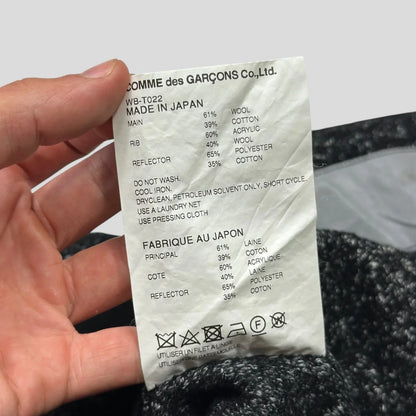 COMME des GARÇONS Co.,Ltd.
WB-T022
MADE IN JAPAN
MAIN 61% WOOL
39% COTTON
RIB 60% ACRYLIC
40% WOOL
REFLECTOR 65% POLYESTER
35% COTTON
DO NOT WASH.
COOL IRON.
DRYCLEAN, PETROLEUM SOLVENT ONLY, SHORT CYCLE.
USE A LAUNDRY NET
USE PRESSING CLOTH
FABRIQUE AU JAPON
PRINCIPAL 61% LAINE
39% COTON
COTE 60% ACRYLIQUE
40% LAINE
REFLECTOR 65% POLYESTER
35% COTON
F W
UTILISER UN FILET A LINGE